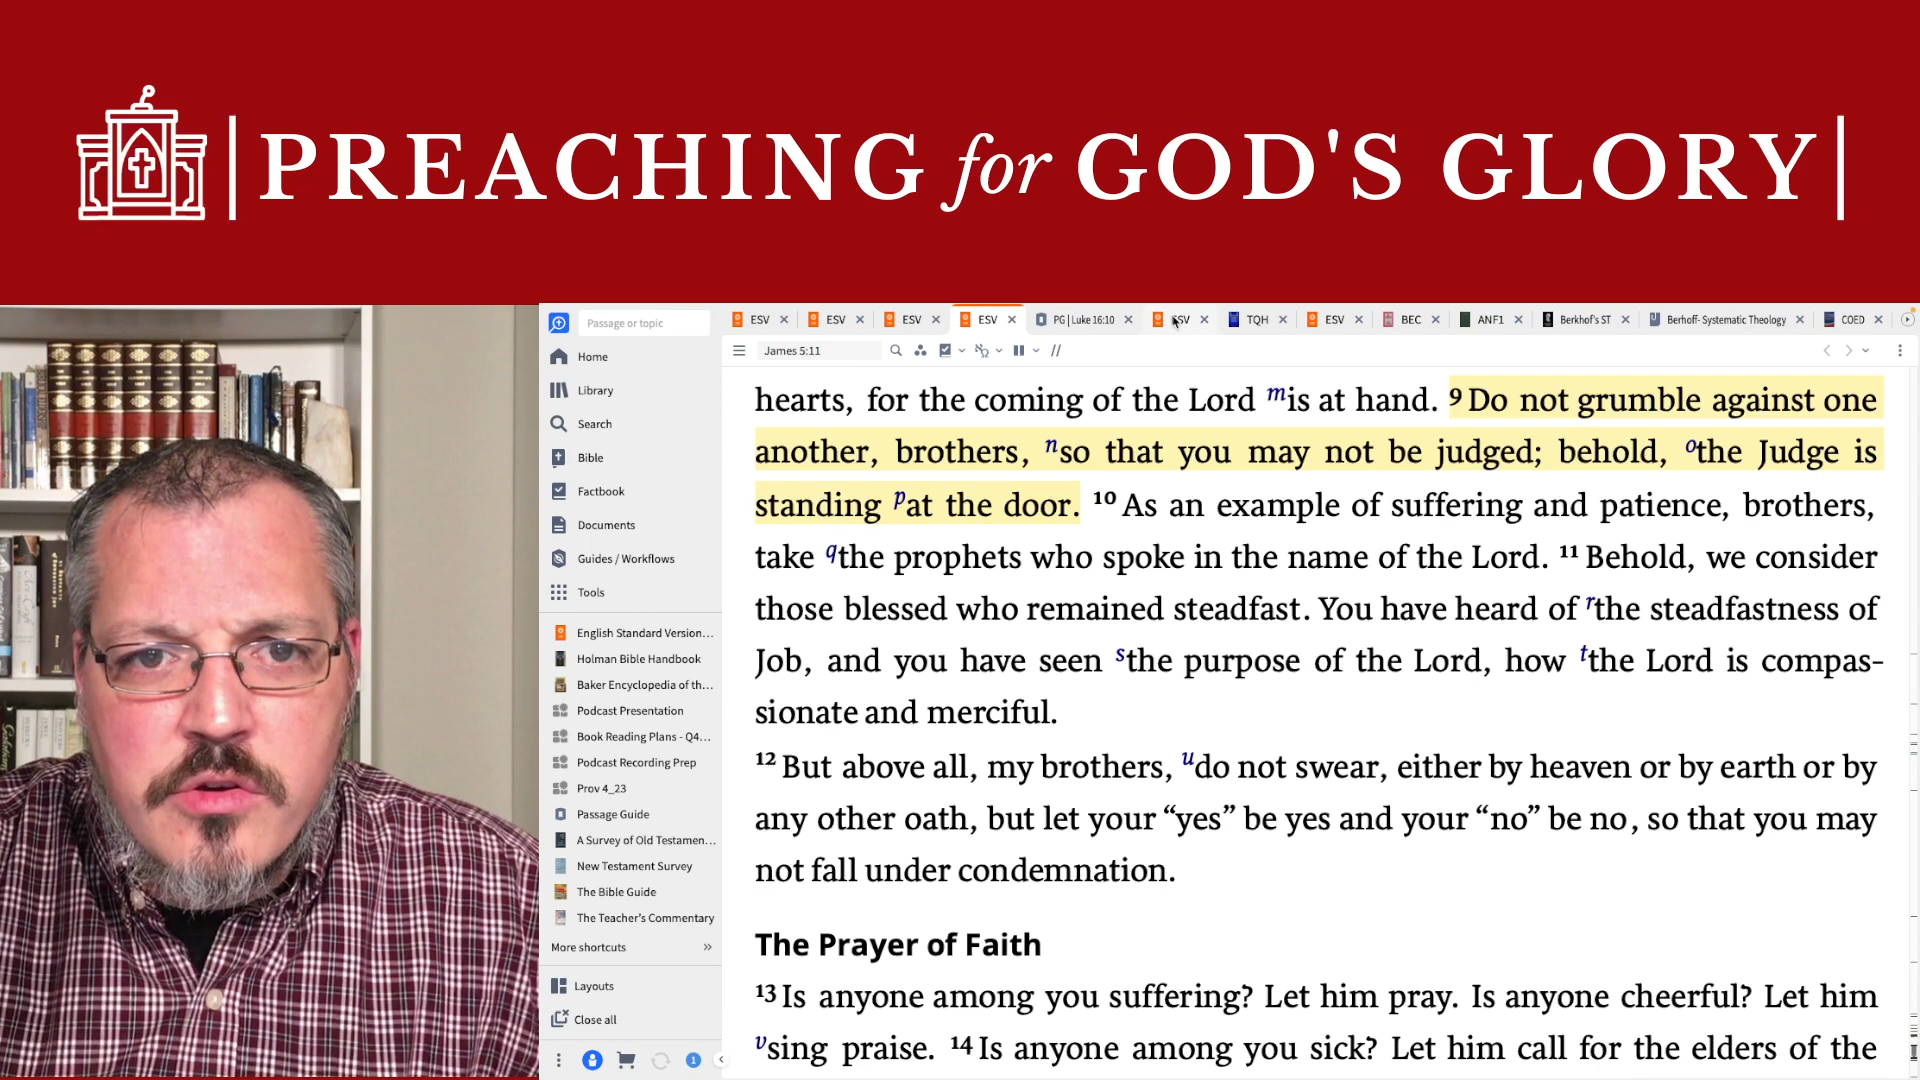 PREACHING for GOD'S GLORY
Passage or topic
Home
Library
Search
Bible
Factbook
Documents
Guides / Workflows
Tools
English Standard Version...
Holman Bible Handbook
Baker Encyclopedia of th...
Podcast Presentation
Book Reading Plans - Q4...
Podcast Recording Prep
Prov 4_23
Passage Guide
A Survey of Old Testamen...
New Testament Survey
The Bible Guide
The Teacher's Commentary
More shortcuts »
Layouts
Close all
1
ESV ESV ESV ESV PG | Luke 16:10 ESV TQH ESV BEC ANF1 Berkhof's ST Berhoff- Systematic Theology COED
James 5:11
hearts, for the coming of the Lord m is at hand. 9 Do not grumble against one
another, brothers, n so that you may not be judged; behold, o the Judge is
standing p at the door. 10 As an example of suffering and patience, brothers,
take q the prophets who spoke in the name of the Lord. 11 Behold, we consider
those blessed who remained steadfast. You have heard of r the steadfastness of
Job, and you have seen s the purpose of the Lord, how t the Lord is compas-
sionate and merciful.
12 But above all, my brothers, u do not swear, either by heaven or by earth or by
any other oath, but let your “yes” be yes and your “no” be no, so that you may
not fall under condemnation.
The Prayer of Faith
13 Is anyone among you suffering? Let him pray. Is anyone cheerful? Let him
v sing praise. 14 Is anyone among you sick? Let him call for the elders of the